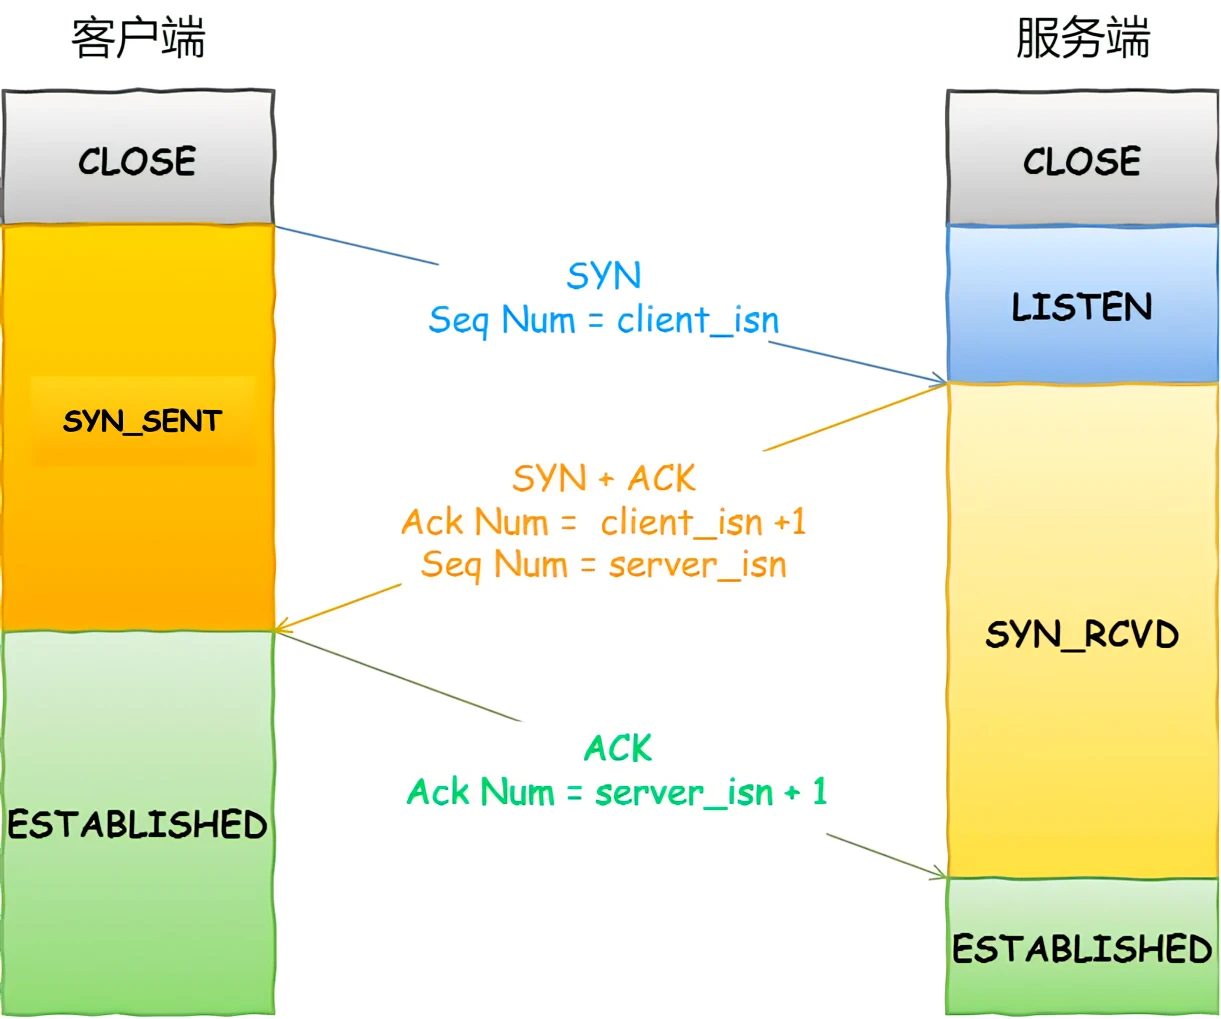 客户端
服务端
CLOSE
CLOSE
SYN
Seq Num = client_isn
LISTEN
SYN_SENT
SYN + ACK
Ack Num = client_isn +1
Seq Num = server_isn
SYN_RCVD
ACK
Ack Num = server_isn + 1
ESTABLISHED
ESTABLISHED